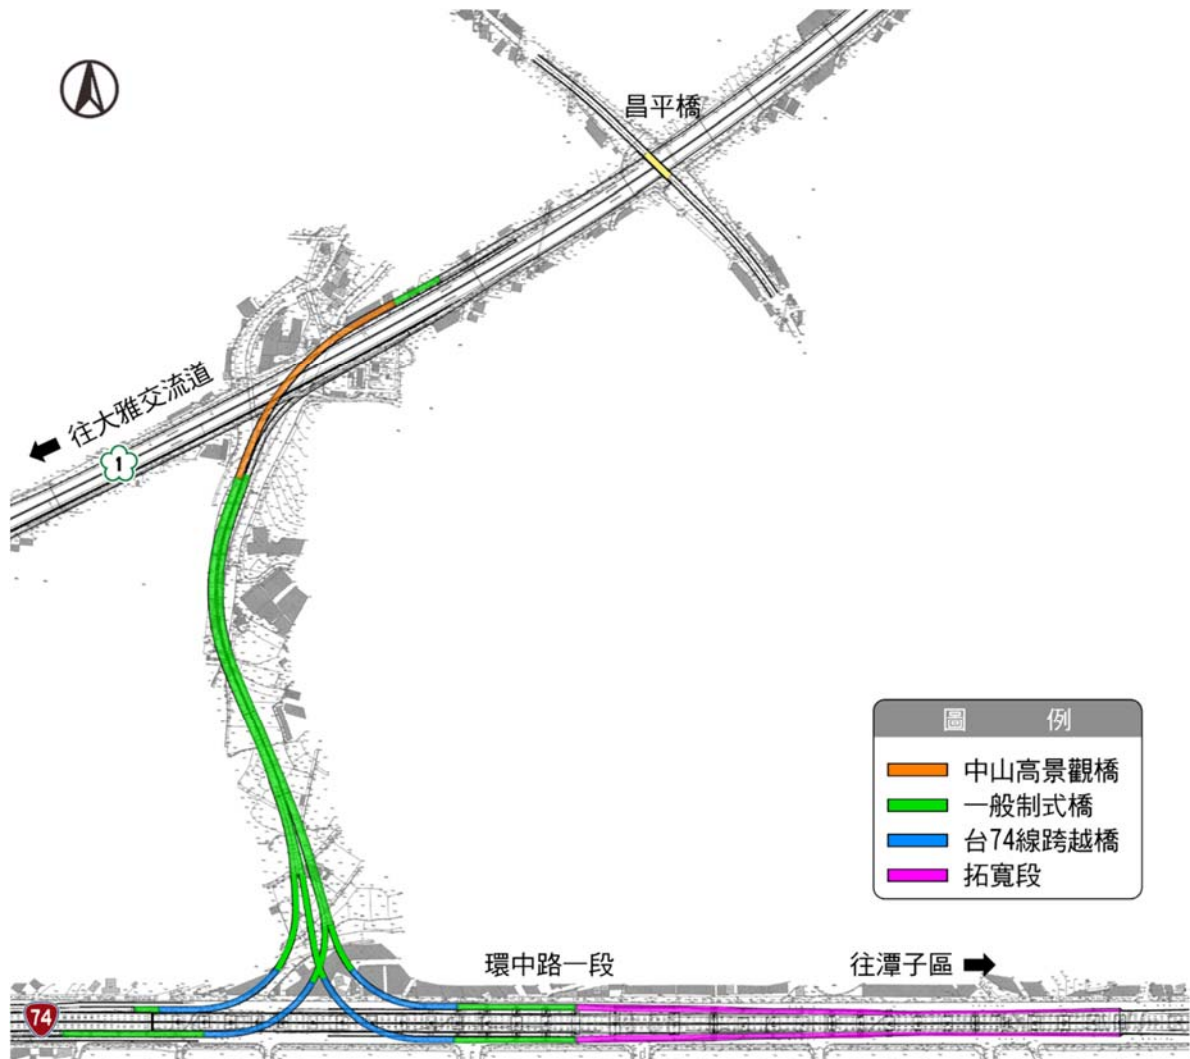 昌平橋
往大雅交流道
1
圖 例
中山高景觀橋
一般制式橋
台74線跨越橋
拓寬段
環中路一段
往潭子區
74